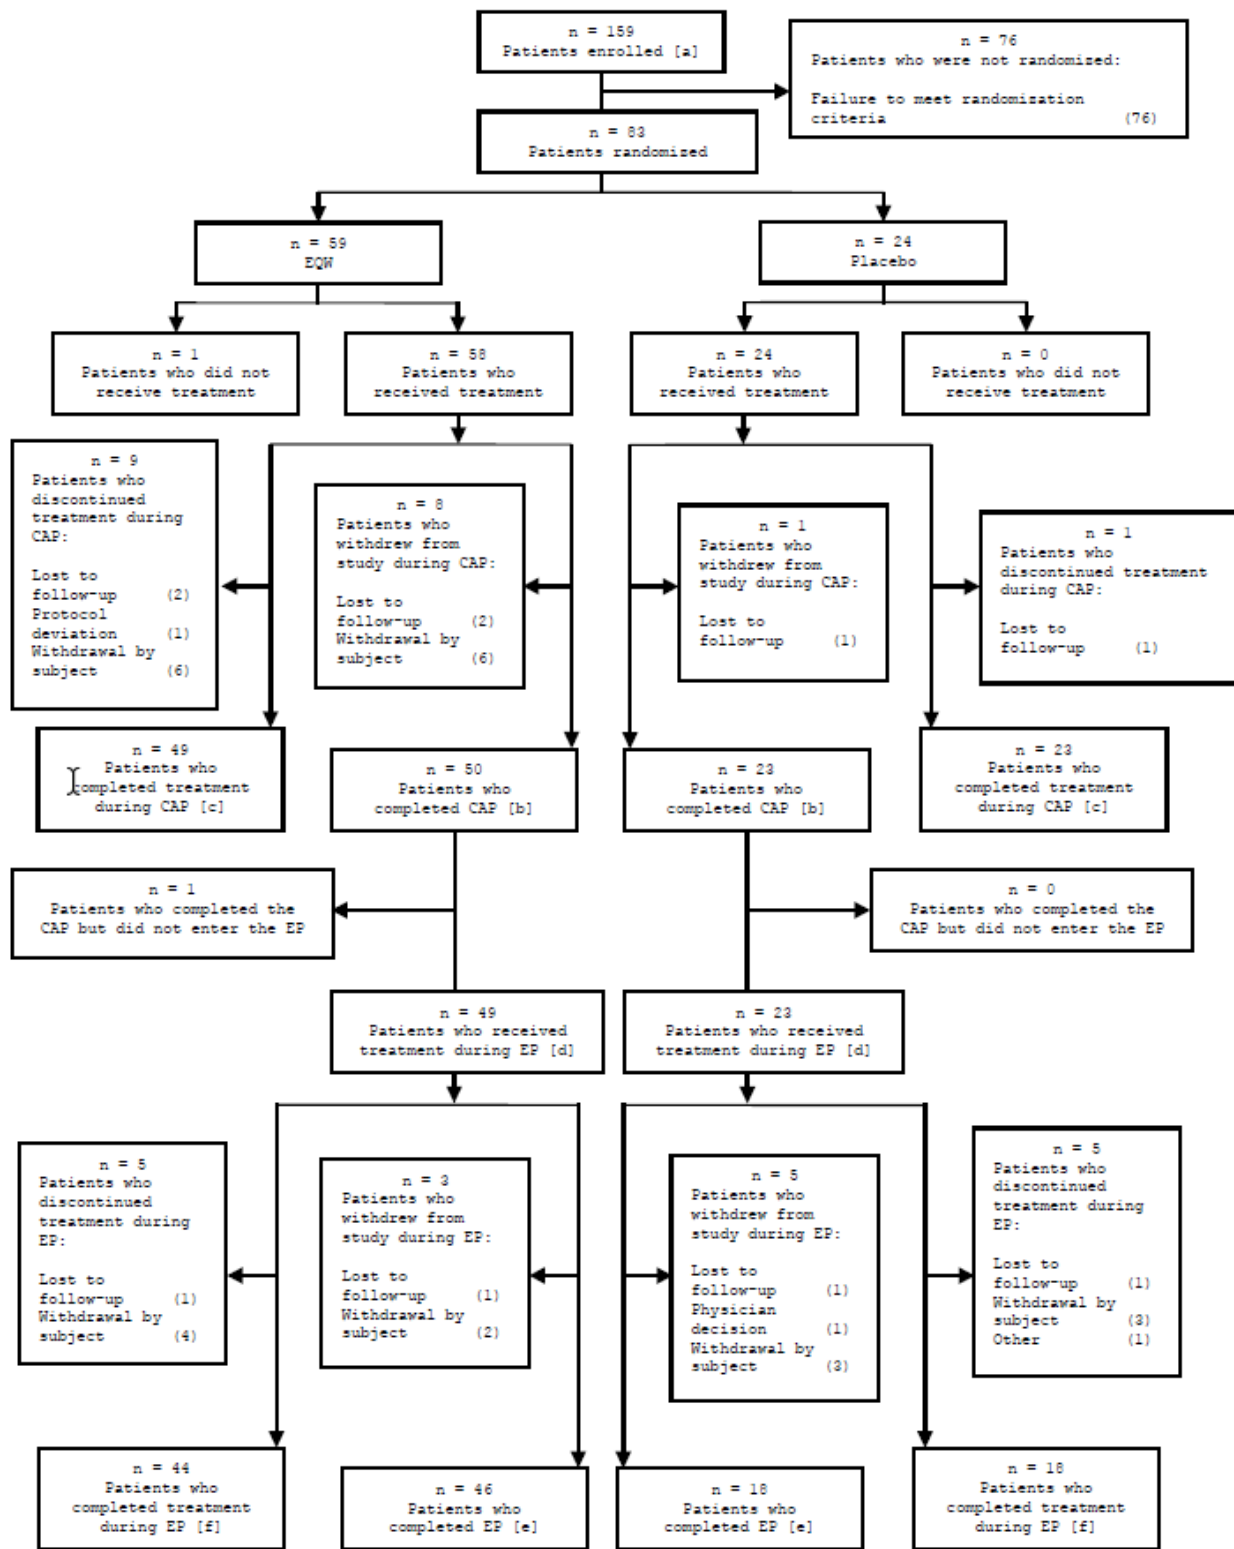 n = 159
Patients enrolled [a]
n = 76
Patients who were not randomized:
Failure to meet randomization
criteria (76)
n = 83
Patients randomized
n = 59
EQW
n = 24
Placebo
n = 1
Patients who did not
receive treatment
n = 58
Patients who
received treatment
n = 24
Patients who
received treatment
n = 0
Patients who did not
receive treatment
n = 9
Patients who
discontinued
treatment during
CAP:
Lost to
follow-up (2)
Protocol
deviation (1)
Withdrawal by
subject (6)
n = 8
Patients who
withdrew from
study during CAP:
Lost to
follow-up (2)
Withdrawal by
subject (6)
n = 1
Patients who
withdrew from
study during CAP:
Lost to
follow-up (1)
n = 1
Patients who
discontinued treatment
during CAP:
Lost to
follow-up (1)
n = 49
Patients who
completed treatment
during CAP [c]
n = 50
Patients who
completed CAP [b]
n = 23
Patients who
completed CAP [b]
n = 23
Patients who
completed treatment
during CAP [c]
n = 1
Patients who completed the
CAP but did not enter the EP
n = 0
Patients who completed the
CAP but did not enter the EP
n = 49
Patients who received
treatment during EP [d]
n = 23
Patients who received
treatment during EP [d]
n = 5
Patients who
discontinued
treatment during
EP:
Lost to
follow-up (1)
Withdrawal by
subject (4)
n = 3
Patients who
withdrew from
study during EP:
Lost to
follow-up (1)
Withdrawal by
subject (2)
n = 5
Patients who
withdrew from
study during EP:
Lost to
follow-up (1)
Physician
decision (1)
Withdrawal by
subject (3)
n = 5
Patients who
discontinued
treatment during
EP:
Lost to
follow-up (1)
Withdrawal by
subject (3)
Other (1)
n = 44
Patients who
completed treatment
during EP [f]
n = 46
Patients who
completed EP [e]
n = 18
Patients who
completed EP [e]
n = 18
Patients who
completed treatment
during EP [f]